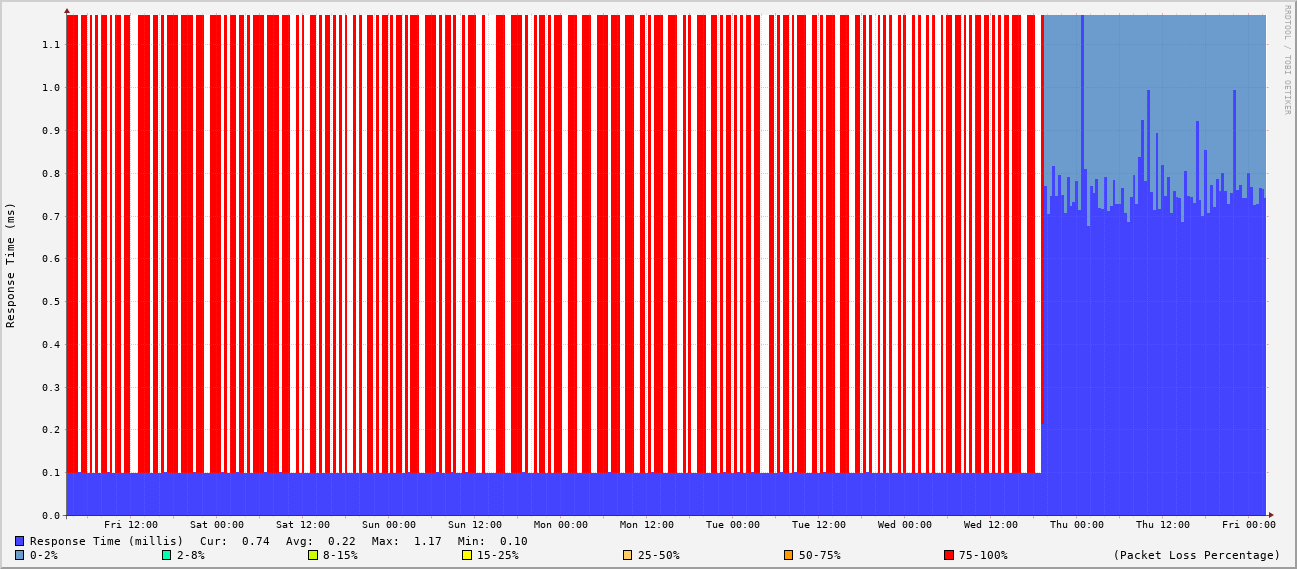 RRDTOOL / TOBI OETIKER
Response Time (ms)
1.1
1.0
0.9
0.8
0.7
0.6
0.5
0.4
0.3
0.2
0.1
0.0
Fri 12:00 Sat 00:00 Sat 12:00 Sun 00:00 Sun 12:00 Mon 00:00 Mon 12:00 Tue 00:00 Tue 12:00 Wed 00:00 Wed 12:00 Thu 00:00 Thu 12:00 Fri 00:00
Response Time (millis) Cur: 0.74 Avg: 0.22 Max: 1.17 Min: 0.10
0-2% 2-8% 8-15% 15-25% 25-50% 50-75% 75-100% (Packet Loss Percentage)